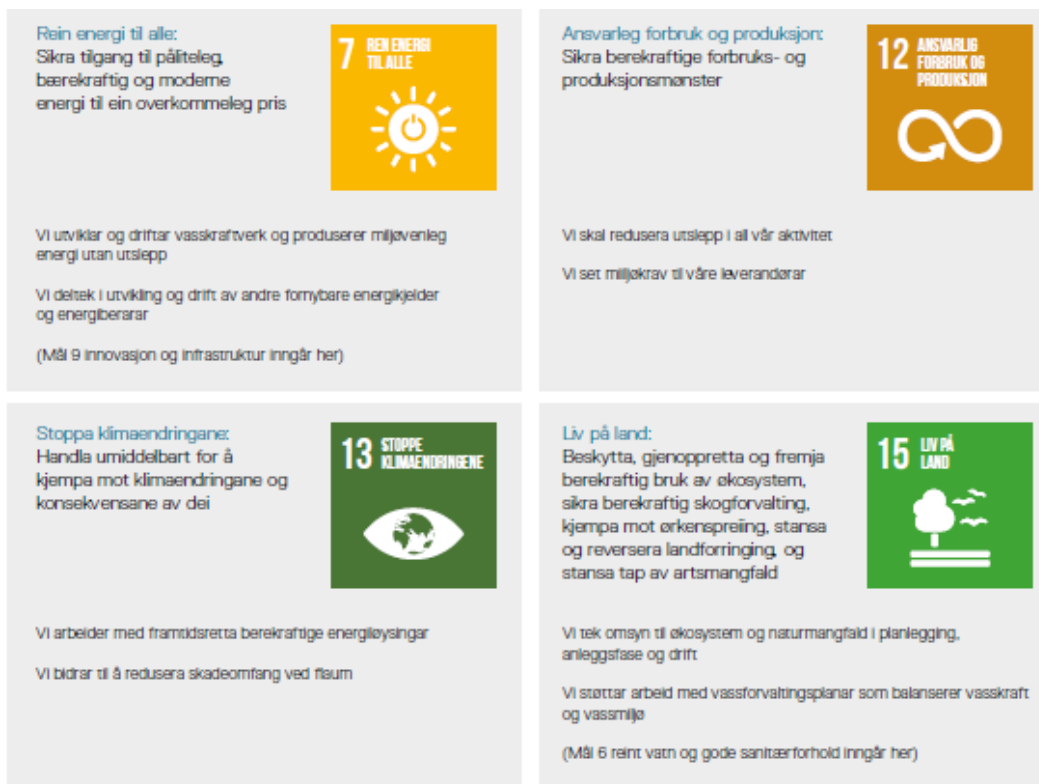 Rein energi til alle:
Sikra tilgang til påliteleg,
bærekraftig og moderne
energi til ein overkommeleg pris
7 REN ENERGI
TIL ALLE
Vi utviklar og driftar vasskraftverk og produserer miljøvenleg
energi utan utslepp
Vi deltek i utvikling og drift av andre fornybare energikjelder
og energiberarar
(Mål 9 innovasjon og infrastruktur inngår her)
Ansvarleg forbruk og produksjon:
Sikra berekraftige forbruks- og
produksjonsmønster
12 ANSVARLIG
FORBRUK OG
PRODUKSJON
Vi skal redusera utslepp i all vår aktivitet
Vi set miljøkrav til våre leverandørar
Stoppa klimaendringane:
Handla umiddelbart for å
kjempa mot klimaendringane og
konsekvensane av dei
13 STOPPE
KLIMAENDRINGENE
Vi arbeider med framtidsretta berekraftige energiløysingar
Vi bidrar til å redusera skadeomfang ved flaum
Liv på land:
Beskytta, gjenoppretta og fremja
berekraftig bruk av økosystem,
sikra berekraftig skogforvalting,
kjempa mot ørkenspreiing, stansa
og reversera landforringing, og
stansa tap av artsmangfald
15 LIV PÅ
LAND
Vi tek omsyn til økosystem og naturmangfald i planlegging,
anleggsfase og drift
Vi støttar arbeid med vassforvaltingsplanar som balanserer vasskraft
og vassmiljø
(Mål 6 reint vatn og gode sanitærforhold inngår her)